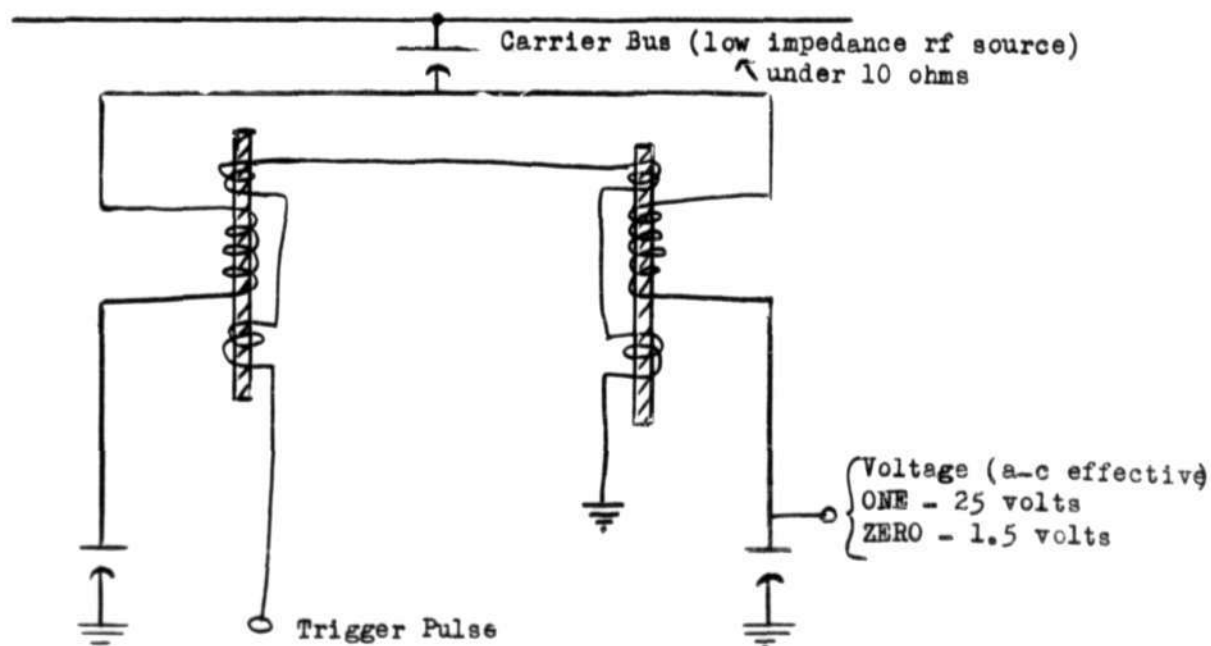 Carrier Bus (low impedance rf source)
under 10 ohms
Voltage (a-c effective)
ONE - 25 volts
ZERO - 1.5 volts
Trigger Pulse